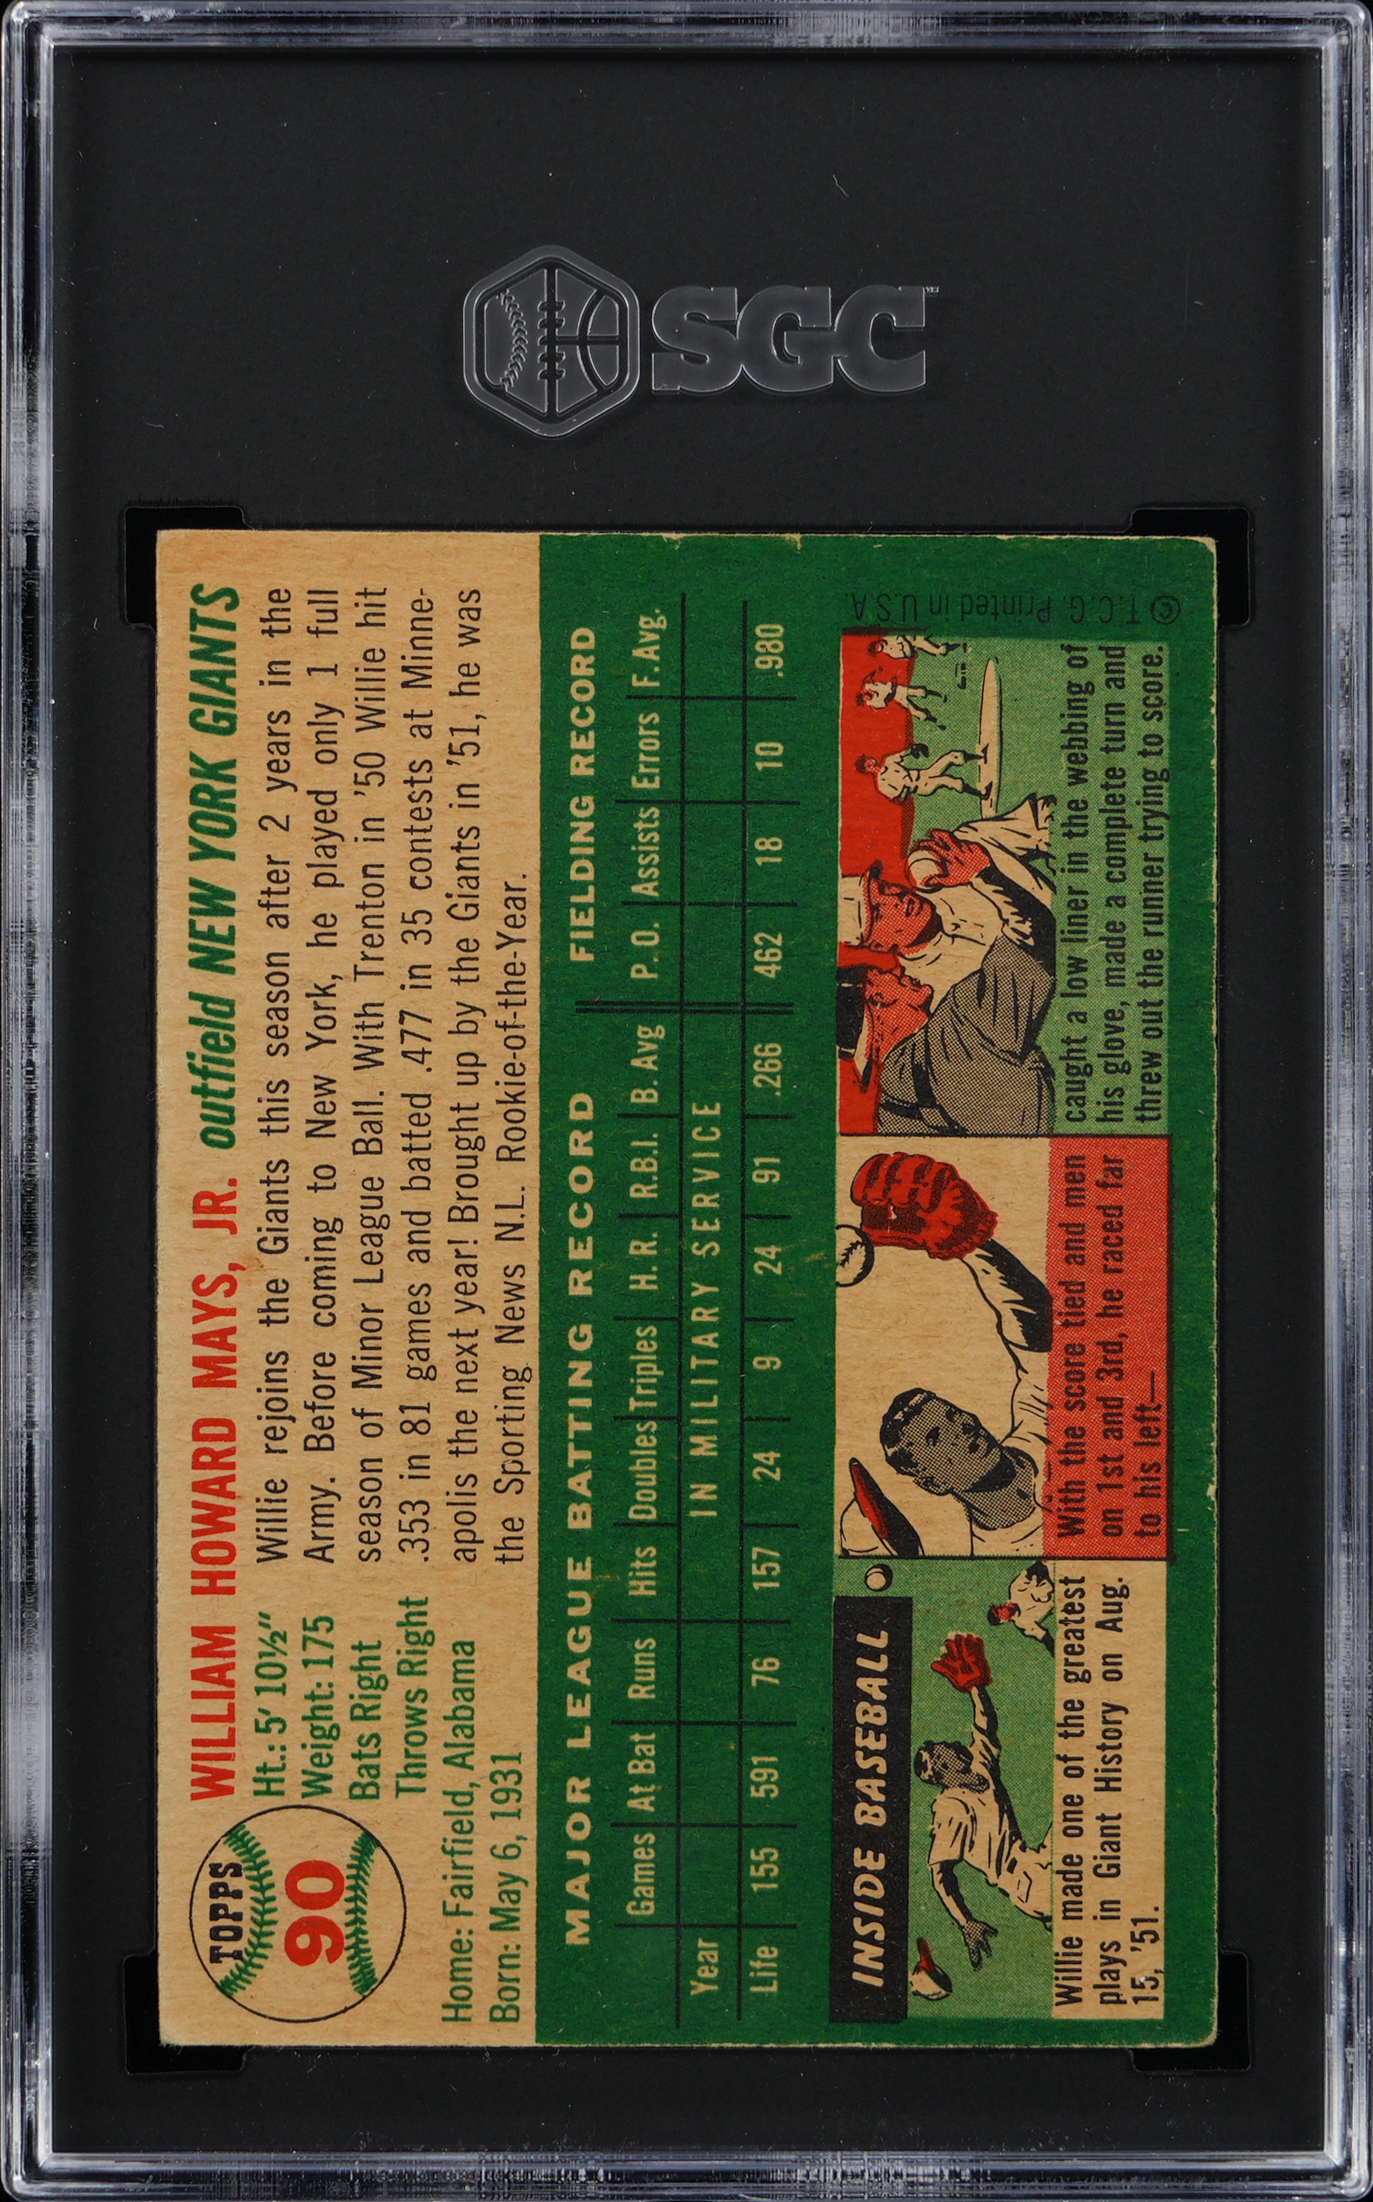 SGC
TM
TOPPS
90
WILLIAM HOWARD MAYS, JR. outfield NEW YORK GIANTS
Ht.: 5' 10½"
Weight: 175
Bats Right
Throws Right
Home: Fairfield, Alabama
Born: May 6, 1931
Willie rejoins the Giants this season after 2 years in the
Army. Before coming to New York, he played only 1 full
season of Minor League Ball. With Trenton in '50 Willie hit
.353 in 81 games and batted .477 in 35 contests at Minne-
apolis the next year! Brought up by the Giants in '51, he was
the Sporting News N.L. Rookie-of-the-Year.
MAJOR LEAGUE BATTING RECORD FIELDING RECORD
Games At Bat Runs Hits Doubles Triples H.R. R.B.I. B. Avg P.O. Assists Errors F. Avg.
Year IN MILITARY SERVICE
Life 155 591 76 157 24 9 24 91 .266 462 18 10 .980
INSIDE BASEBALL
Willie made one of the greatest
plays in Giant History on Aug.
15, '51.
With the score tied and men
on 1st and 3rd, he raced far
to his left—
caught a low liner in the webbing of
his glove, made a complete turn and
threw out the runner trying to score.
© T.C.G. Printed in U.S.A.